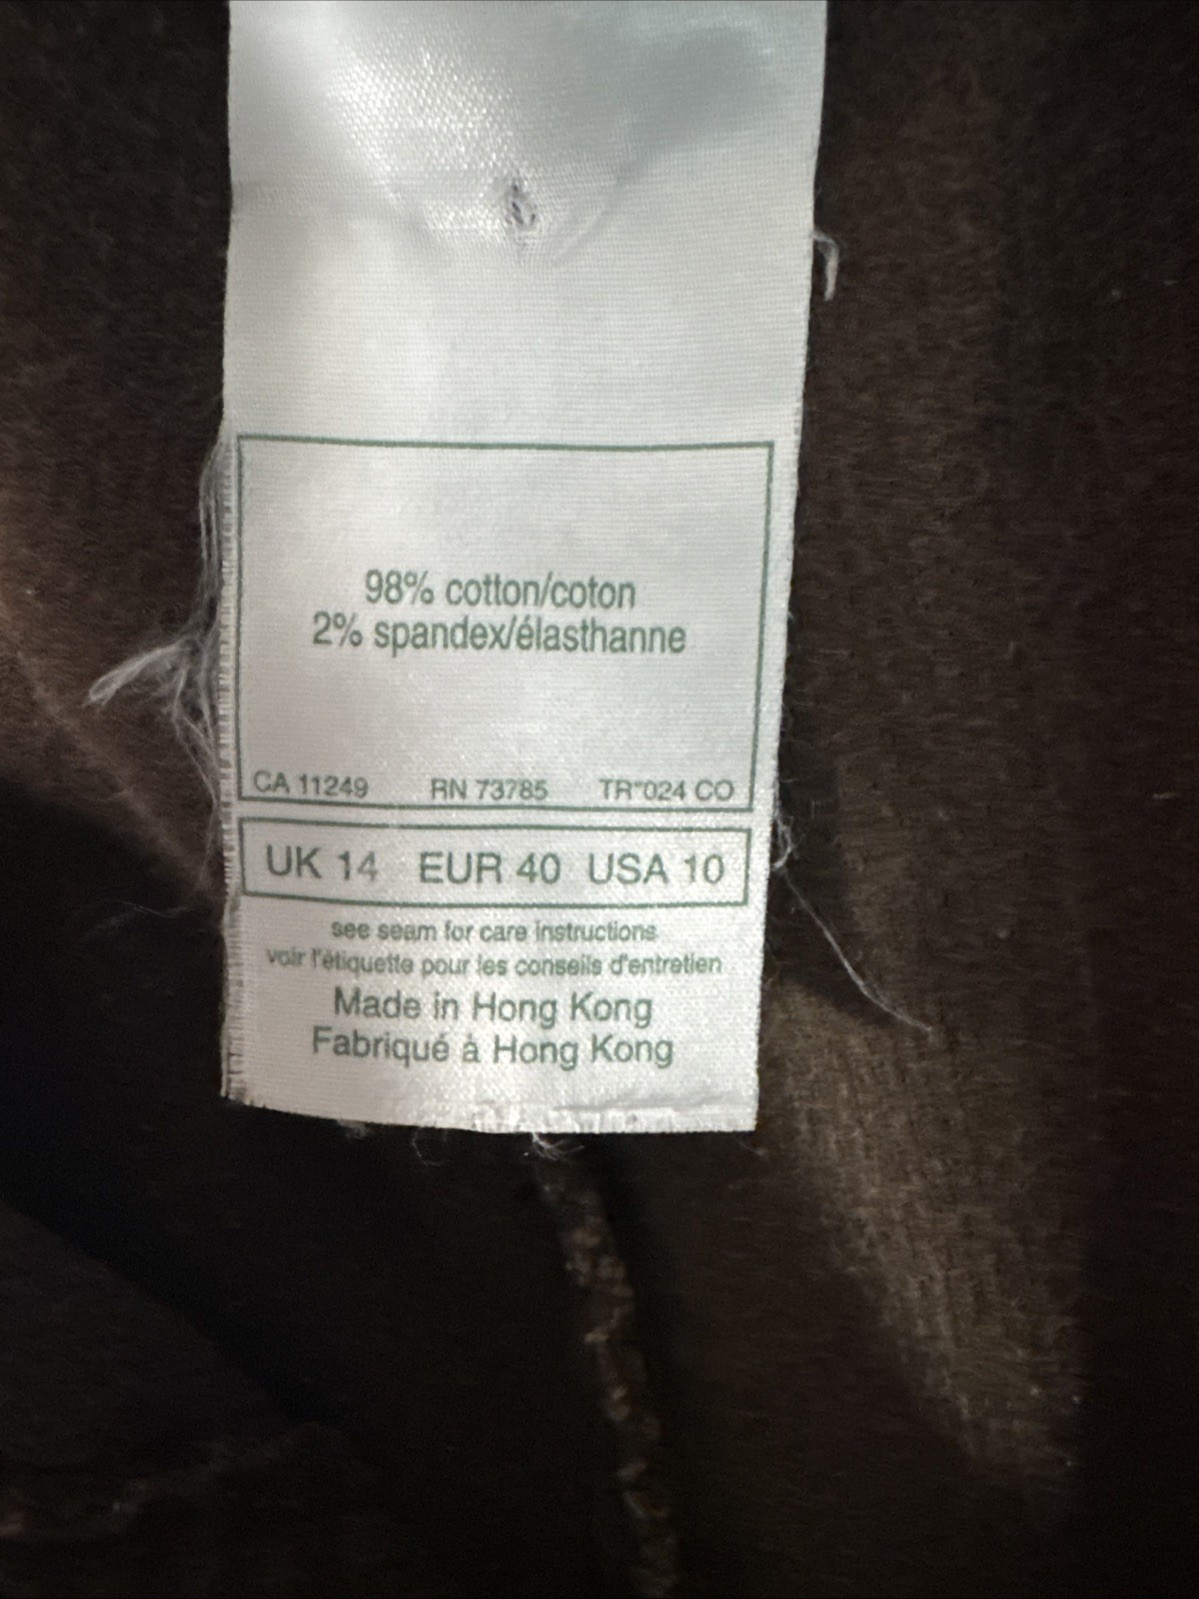 98% cotton/coton
2% spandex/élasthanne
CA 11249 RN 73785 TR"024 CO
UK 14 EUR 40 USA 10
see seam for care instructions
voir l'étiquette pour les conseils d'entretien
Made in Hong Kong
Fabriqué à Hong Kong